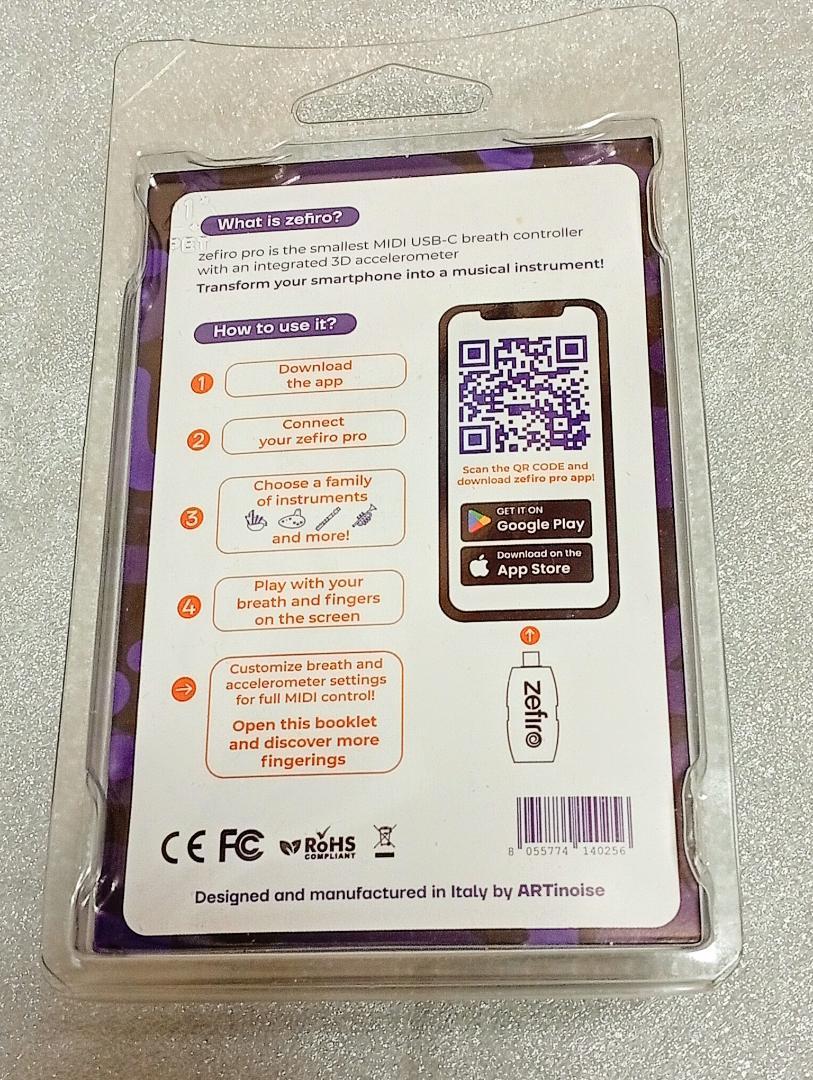 1
PET
What is zefiro?
zefiro pro is the smallest MIDI USB-C breath controller
with an integrated 3D accelerometer
Transform your smartphone into a musical instrument!
How to use it?
1
Download
the app
2
Connect
your zefiro pro
3
Choose a family
of instruments
and more!
4
Play with your
breath and fingers
on the screen
Customize breath and
accelerometer settings
for full MIDI control!
Open this booklet
and discover more
fingerings
Scan the QR CODE and
download zefiro pro app!
GET IT ON
Google Play
Download on the
App Store
zefiro
CE FC RoHS
COMPLIANT
8 055774 140256
Designed and manufactured in Italy by ARTinoise